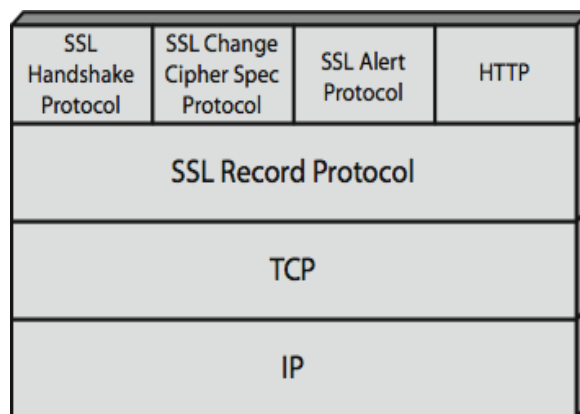 SSL
Handshake
Protocol
SSL Change
Cipher Spec
Protocol
SSL Alert
Protocol
HTTP
SSL Record Protocol
TCP
IP